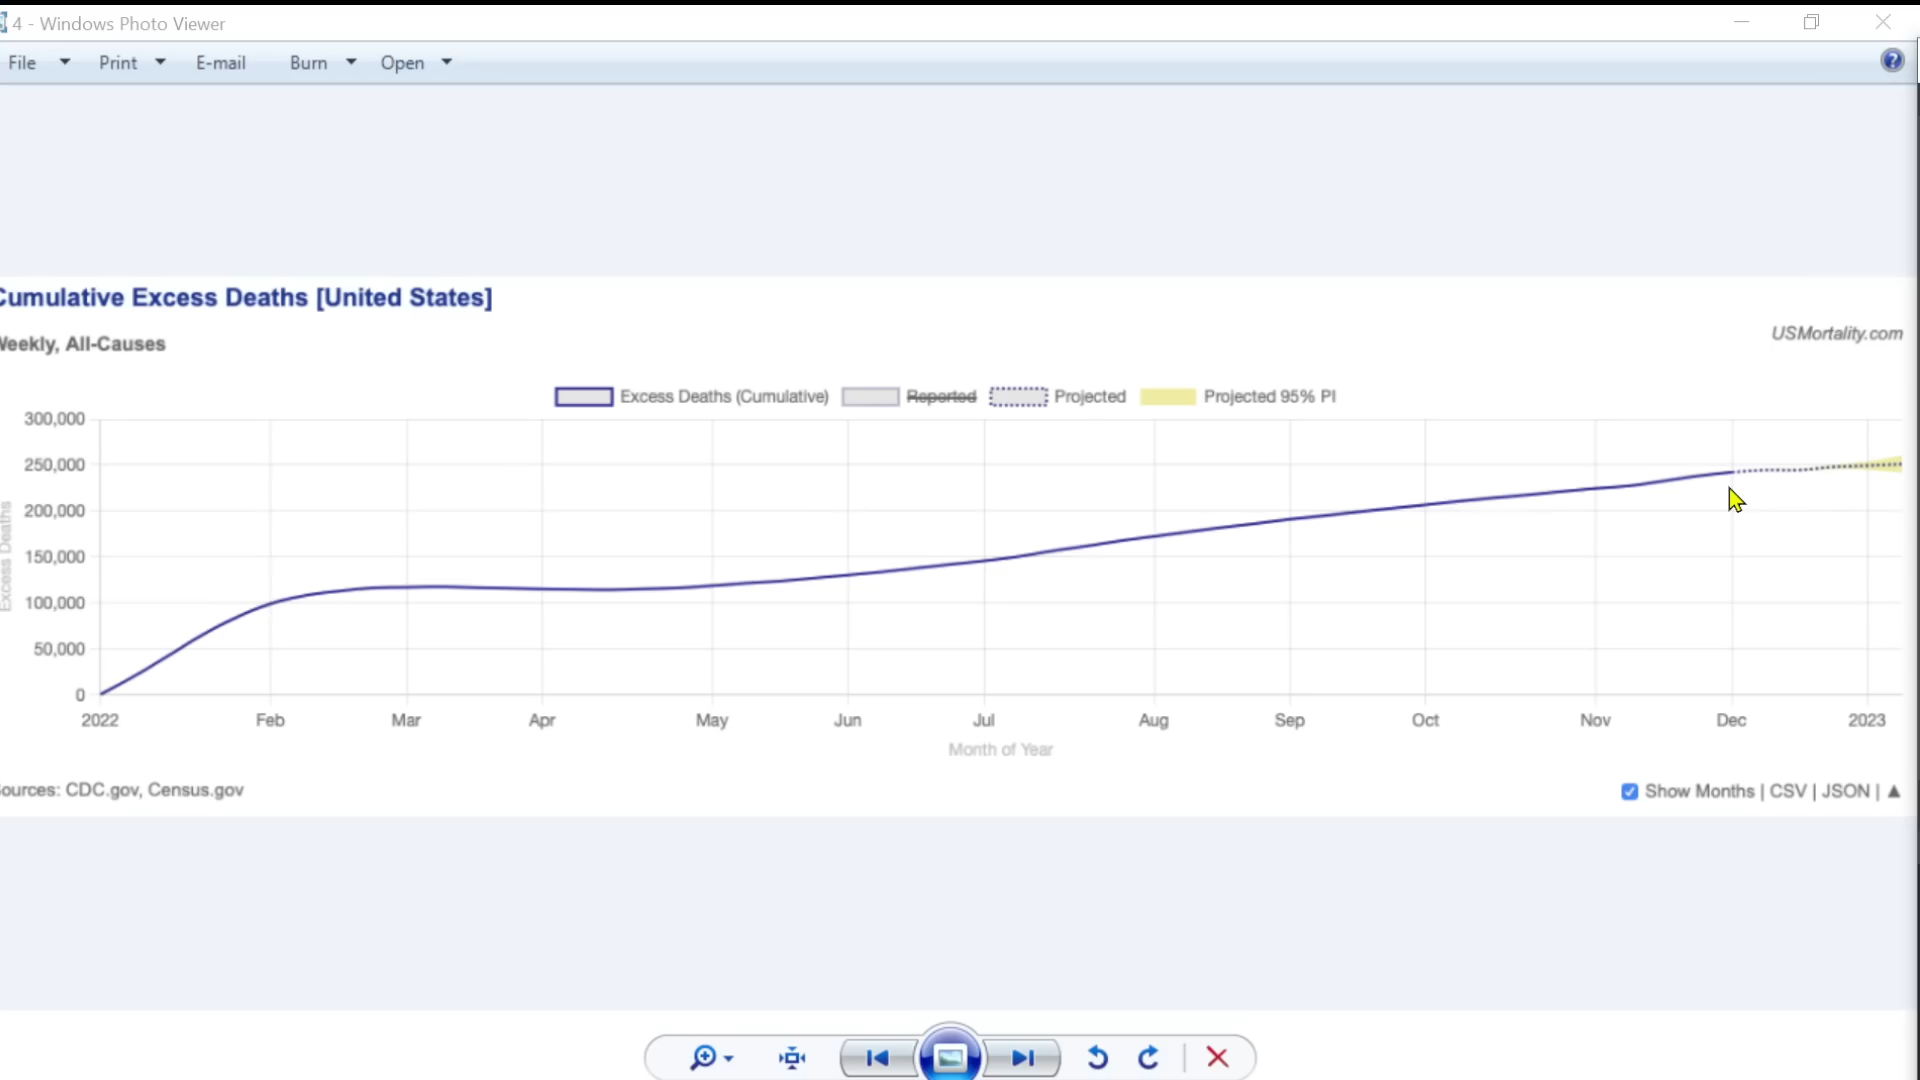 4 - Windows Photo Viewer
File Print E-mail Burn Open
Cumulative Excess Deaths [United States]
Weekly, All-Causes
USMortality.com
Excess Deaths (Cumulative) Reported Projected Projected 95% PI
300,000
250,000
200,000
150,000
100,000
50,000
0
Excess Deaths
2022 Feb Mar Apr May Jun Jul Aug Sep Oct Nov Dec 2023
Month of Year
ources: CDC.gov, Census.gov
Show Months | CSV | JSON | ▲